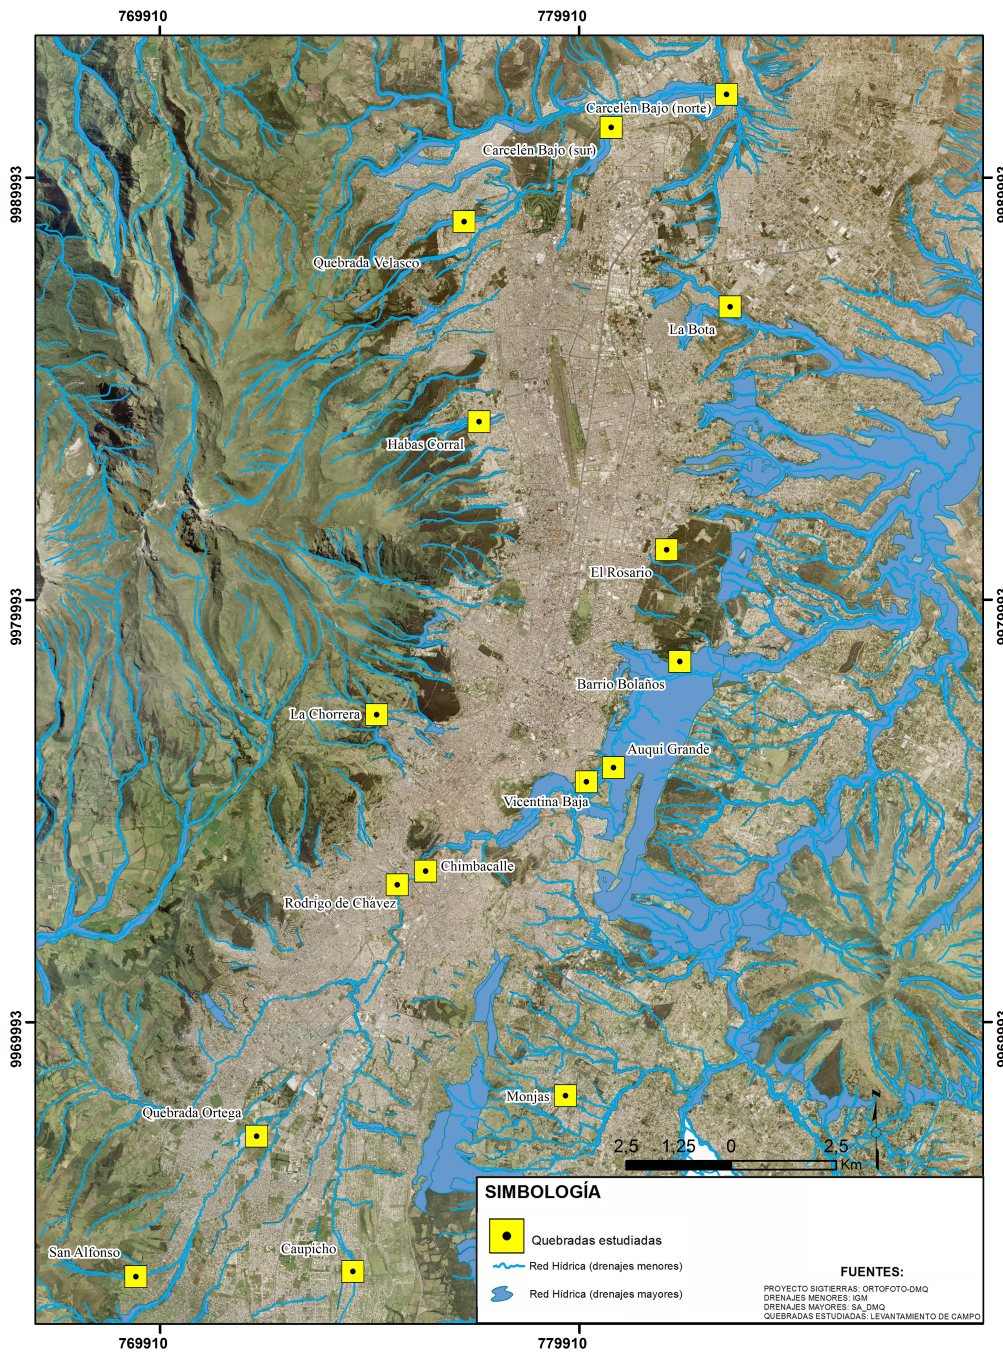 769910
779910
9989993
9989993
Carcelén Bajo (norte)
Carcelén Bajo (sur)
Quebrada Velasco
La Bota
Habas Corral
El Rosario
9979993
9979993
Barrio Bolaños
La Chorrera
Auqui Grande
Vicentina Baja
Chimbacalle
Rodrigo de Chávez
9969993
9969993
Monjas
Quebrada Ortega
N
2,5 1,25 0 2,5
Km
San Alfonso
Caupicho
SIMBOLOGÍA
Quebradas estudiadas
Red Hídrica (drenajes menores)
Red Hídrica (drenajes mayores)
FUENTES:
PROYECTO SIGTIERRAS: ORTOFOTO-DMQ
DRENAJES MENORES: IGM
DRENAJES MAYORES: SA_DMQ
QUEBRADAS ESTUDIADAS: LEVANTAMIENTO DE CAMPO
769910
779910